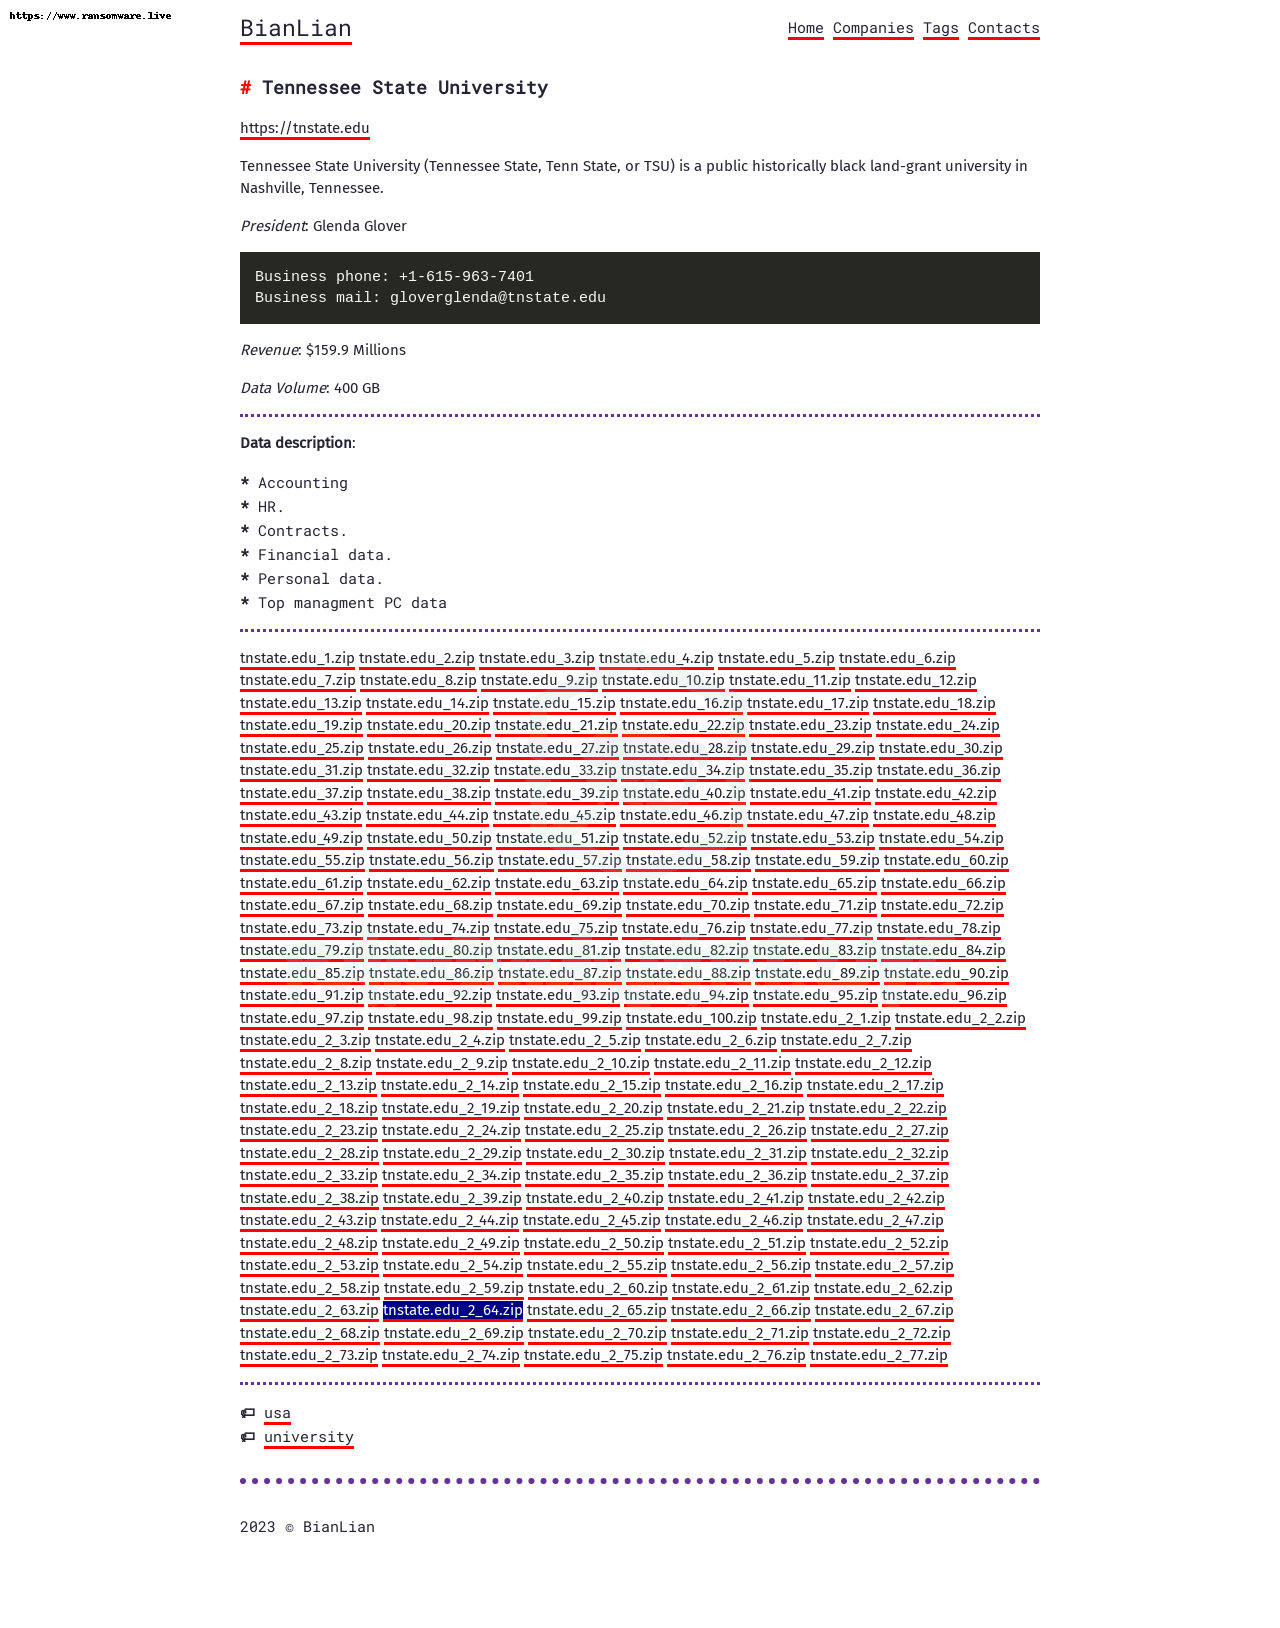 https://www.ransomware.live
BianLian
Home Companies Tags Contacts
# Tennessee State University
https://tnstate.edu
Tennessee State University (Tennessee State, Tenn State, or TSU) is a public historically black land-grant university in
Nashville, Tennessee.
President: Glenda Glover
Business phone: +1-615-963-7401
Business mail: gloverglenda@tnstate.edu
Revenue: $159.9 Millions
Data Volume: 400 GB
Data description:
* Accounting
* HR.
* Contracts.
* Financial data.
* Personal data.
* Top managment PC data
tnstate.edu_1.zip tnstate.edu_2.zip tnstate.edu_3.zip tnstate.edu_4.zip tnstate.edu_5.zip tnstate.edu_6.zip
tnstate.edu_7.zip tnstate.edu_8.zip tnstate.edu_9.zip tnstate.edu_10.zip tnstate.edu_11.zip tnstate.edu_12.zip
tnstate.edu_13.zip tnstate.edu_14.zip tnstate.edu_15.zip tnstate.edu_16.zip tnstate.edu_17.zip tnstate.edu_18.zip
tnstate.edu_19.zip tnstate.edu_20.zip tnstate.edu_21.zip tnstate.edu_22.zip tnstate.edu_23.zip tnstate.edu_24.zip
tnstate.edu_25.zip tnstate.edu_26.zip tnstate.edu_27.zip tnstate.edu_28.zip tnstate.edu_29.zip tnstate.edu_30.zip
tnstate.edu_31.zip tnstate.edu_32.zip tnstate.edu_33.zip tnstate.edu_34.zip tnstate.edu_35.zip tnstate.edu_36.zip
tnstate.edu_37.zip tnstate.edu_38.zip tnstate.edu_39.zip tnstate.edu_40.zip tnstate.edu_41.zip tnstate.edu_42.zip
tnstate.edu_43.zip tnstate.edu_44.zip tnstate.edu_45.zip tnstate.edu_46.zip tnstate.edu_47.zip tnstate.edu_48.zip
tnstate.edu_49.zip tnstate.edu_50.zip tnstate.edu_51.zip tnstate.edu_52.zip tnstate.edu_53.zip tnstate.edu_54.zip
tnstate.edu_55.zip tnstate.edu_56.zip tnstate.edu_57.zip tnstate.edu_58.zip tnstate.edu_59.zip tnstate.edu_60.zip
tnstate.edu_61.zip tnstate.edu_62.zip tnstate.edu_63.zip tnstate.edu_64.zip tnstate.edu_65.zip tnstate.edu_66.zip
tnstate.edu_67.zip tnstate.edu_68.zip tnstate.edu_69.zip tnstate.edu_70.zip tnstate.edu_71.zip tnstate.edu_72.zip
tnstate.edu_73.zip tnstate.edu_74.zip tnstate.edu_75.zip tnstate.edu_76.zip tnstate.edu_77.zip tnstate.edu_78.zip
tnstate.edu_79.zip tnstate.edu_80.zip tnstate.edu_81.zip tnstate.edu_82.zip tnstate.edu_83.zip tnstate.edu_84.zip
tnstate.edu_85.zip tnstate.edu_86.zip tnstate.edu_87.zip tnstate.edu_88.zip tnstate.edu_89.zip tnstate.edu_90.zip
tnstate.edu_91.zip tnstate.edu_92.zip tnstate.edu_93.zip tnstate.edu_94.zip tnstate.edu_95.zip tnstate.edu_96.zip
tnstate.edu_97.zip tnstate.edu_98.zip tnstate.edu_99.zip tnstate.edu_100.zip tnstate.edu_2_1.zip tnstate.edu_2_2.zip
tnstate.edu_2_3.zip tnstate.edu_2_4.zip tnstate.edu_2_5.zip tnstate.edu_2_6.zip tnstate.edu_2_7.zip
tnstate.edu_2_8.zip tnstate.edu_2_9.zip tnstate.edu_2_10.zip tnstate.edu_2_11.zip tnstate.edu_2_12.zip
tnstate.edu_2_13.zip tnstate.edu_2_14.zip tnstate.edu_2_15.zip tnstate.edu_2_16.zip tnstate.edu_2_17.zip
tnstate.edu_2_18.zip tnstate.edu_2_19.zip tnstate.edu_2_20.zip tnstate.edu_2_21.zip tnstate.edu_2_22.zip
tnstate.edu_2_23.zip tnstate.edu_2_24.zip tnstate.edu_2_25.zip tnstate.edu_2_26.zip tnstate.edu_2_27.zip
tnstate.edu_2_28.zip tnstate.edu_2_29.zip tnstate.edu_2_30.zip tnstate.edu_2_31.zip tnstate.edu_2_32.zip
tnstate.edu_2_33.zip tnstate.edu_2_34.zip tnstate.edu_2_35.zip tnstate.edu_2_36.zip tnstate.edu_2_37.zip
tnstate.edu_2_38.zip tnstate.edu_2_39.zip tnstate.edu_2_40.zip tnstate.edu_2_41.zip tnstate.edu_2_42.zip
tnstate.edu_2_43.zip tnstate.edu_2_44.zip tnstate.edu_2_45.zip tnstate.edu_2_46.zip tnstate.edu_2_47.zip
tnstate.edu_2_48.zip tnstate.edu_2_49.zip tnstate.edu_2_50.zip tnstate.edu_2_51.zip tnstate.edu_2_52.zip
tnstate.edu_2_53.zip tnstate.edu_2_54.zip tnstate.edu_2_55.zip tnstate.edu_2_56.zip tnstate.edu_2_57.zip
tnstate.edu_2_58.zip tnstate.edu_2_59.zip tnstate.edu_2_60.zip tnstate.edu_2_61.zip tnstate.edu_2_62.zip
tnstate.edu_2_63.zip tnstate.edu_2_64.zip tnstate.edu_2_65.zip tnstate.edu_2_66.zip tnstate.edu_2_67.zip
tnstate.edu_2_68.zip tnstate.edu_2_69.zip tnstate.edu_2_70.zip tnstate.edu_2_71.zip tnstate.edu_2_72.zip
tnstate.edu_2_73.zip tnstate.edu_2_74.zip tnstate.edu_2_75.zip tnstate.edu_2_76.zip tnstate.edu_2_77.zip
usa
university
2023 © BianLian